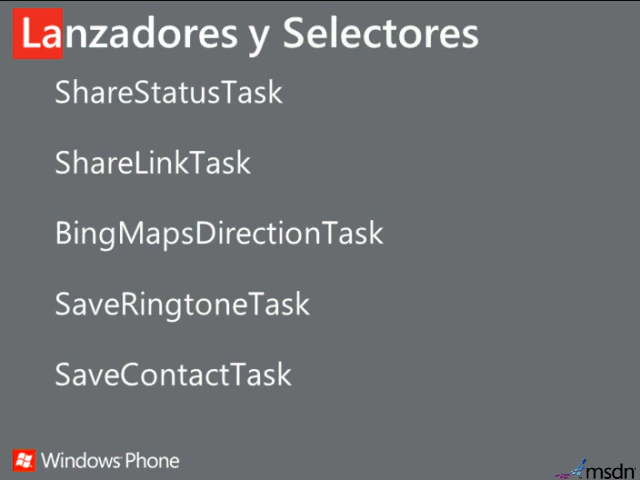 Lanzadores y Selectores
ShareStatusTask
ShareLinkTask
BingMapsDirectionTask
SaveRingtoneTask
SaveContactTask
Windows Phone
msdn